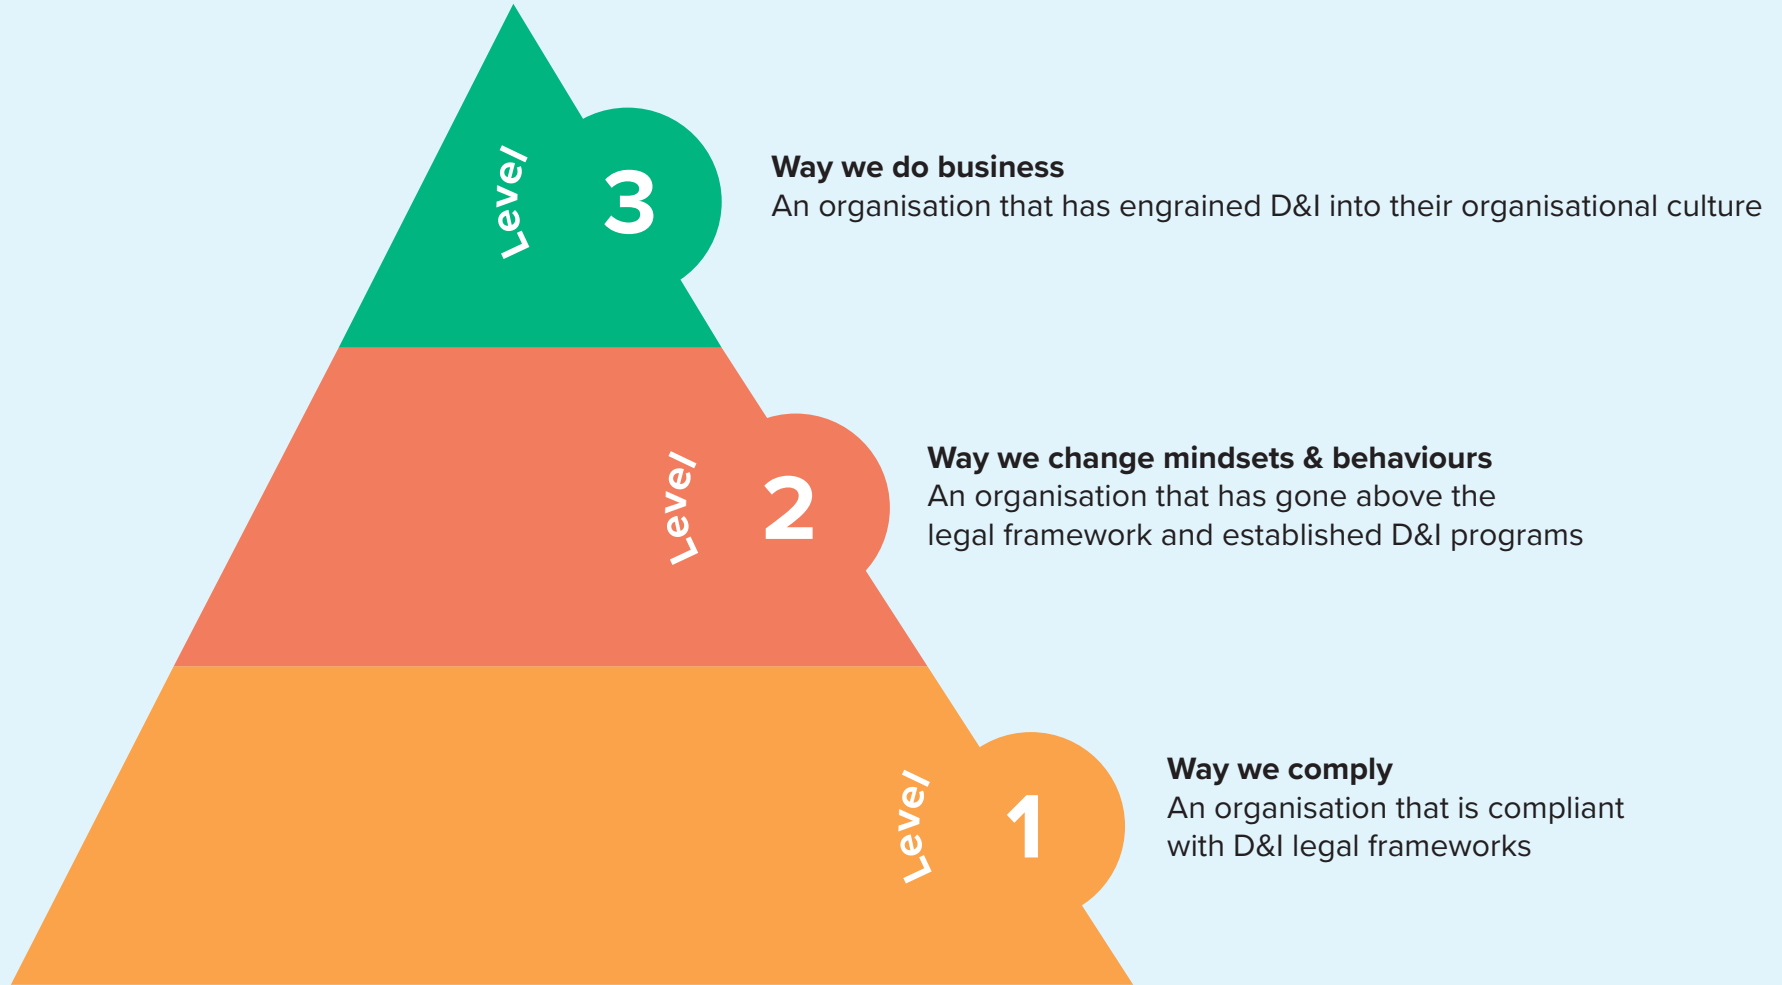 Level
3
Way we do business
An organisation that has engrained D&I into their organisational culture
Level
2
Way we change mindsets & behaviours
An organisation that has gone above the
legal framework and established D&I programs
Level
1
Way we comply
An organisation that is compliant
with D&I legal frameworks